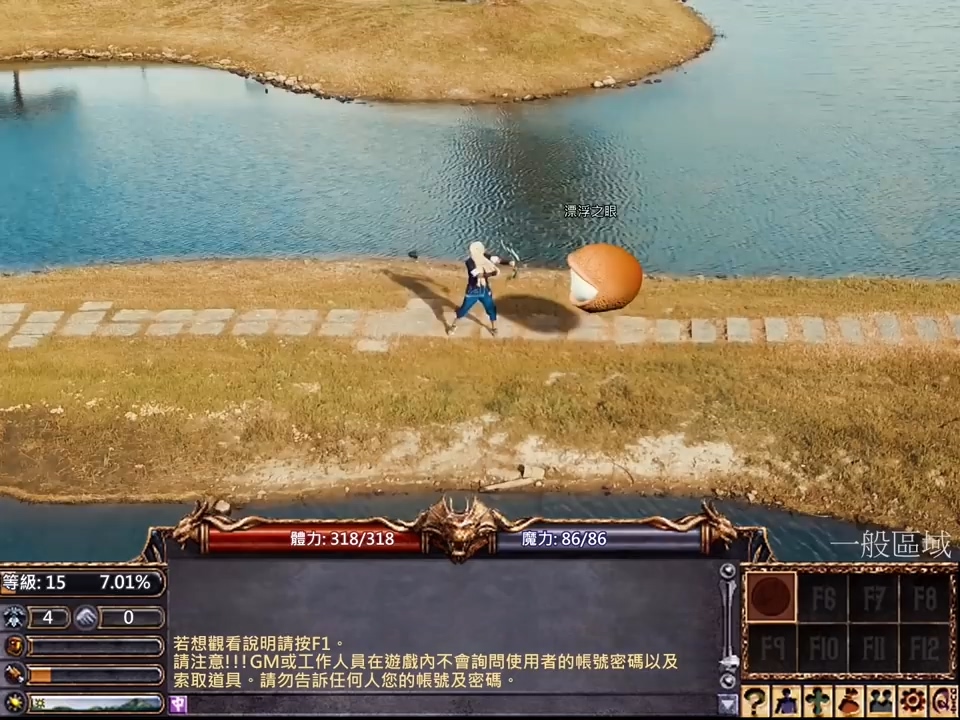 漂浮之眼
體力: 318/318
魔力: 86/86
一般區域
等級: 15 7.01%
4 0
若想觀看說明請按F1。
請注意!!!GM或工作人員在遊戲內不會詢問使用者的帳號密碼以及
索取道具。請勿告訴任何人您的帳號及密碼。
中
F6 F7 F8
F9 F10 F11 F12